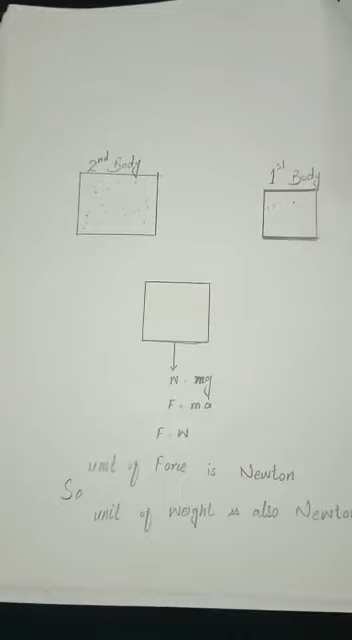 2nd Body
1st Body
W = mg
F = ma
F = W
unit of Force is Newton
So
unit of weight is also Newton